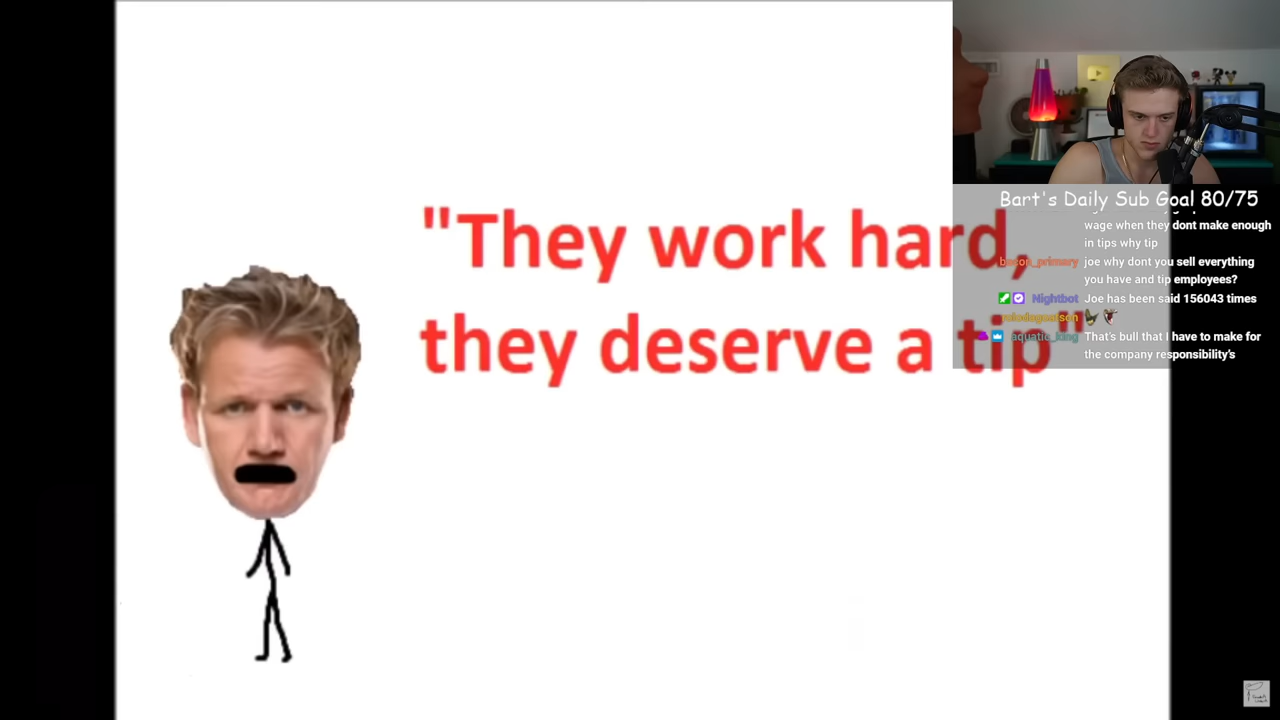 "They work hard,
they deserve a tip"
Bart's Daily Sub Goal 80/75
wage when they dont make enough
in tips why tip
bacon_primary joe why dont you sell everything
you have and tip employees?
Nightbot Joe has been said 156043 times
aquatic_king That's bull that I have to make for
the company responsibility's